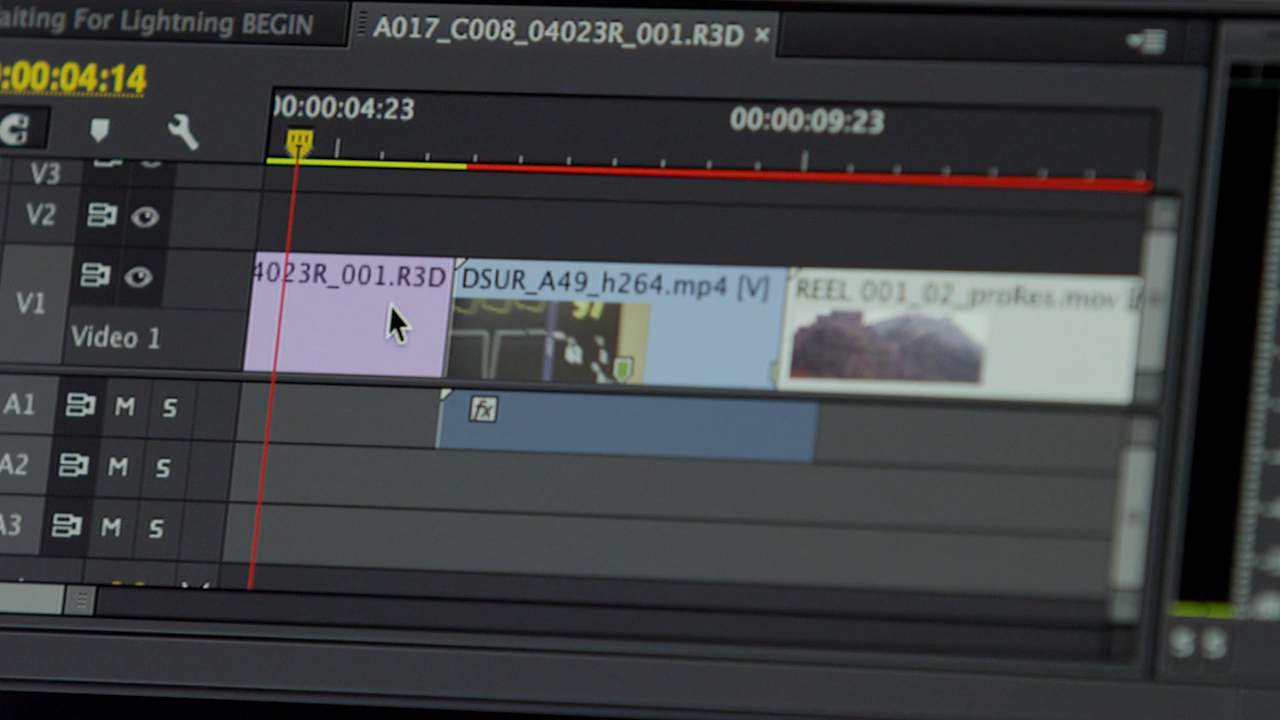 aiting For Lightning BEGIN
A017_C008_04023R_001.R3D ×
:00:04:14
00:00:04:23
00:00:09:23
V3
V2
4023R_001.R3D
DSUR_A49_h264.mp4 [V]
REEL 001_02_proRes.mov
V1
Video 1
A1 M S
fx
A2 M S
A3 M S
S S